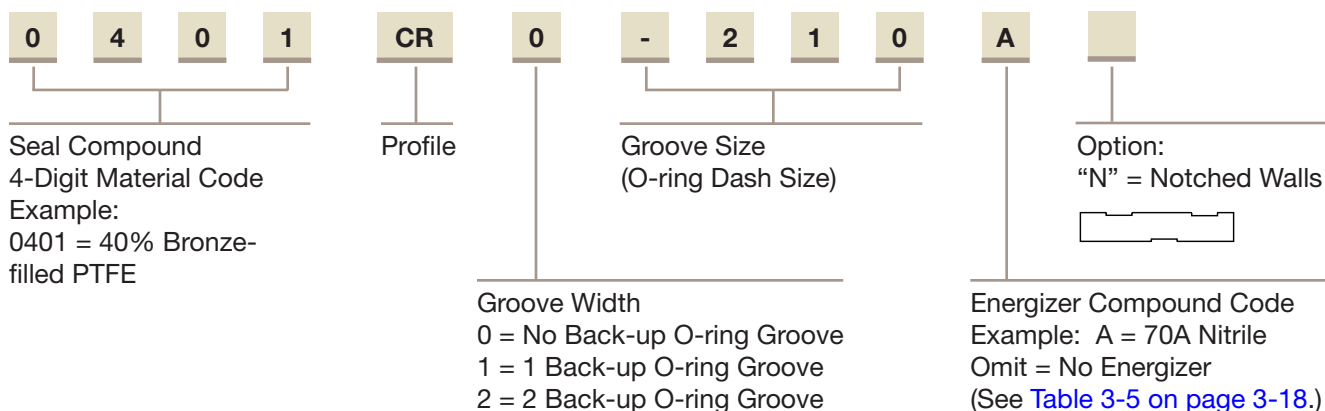 0 4 0 1 CR 0 - 2 1 0 A
Seal Compound
4-Digit Material Code
Example:
0401 = 40% Bronze-
filled PTFE
Profile
Groove Size
(O-ring Dash Size)
Option:
“N” = Notched Walls
Groove Width
0 = No Back-up O-ring Groove
1 = 1 Back-up O-ring Groove
2 = 2 Back-up O-ring Groove
Energizer Compound Code
Example: A = 70A Nitrile
Omit = No Energizer
(See Table 3-5 on page 3-18.)